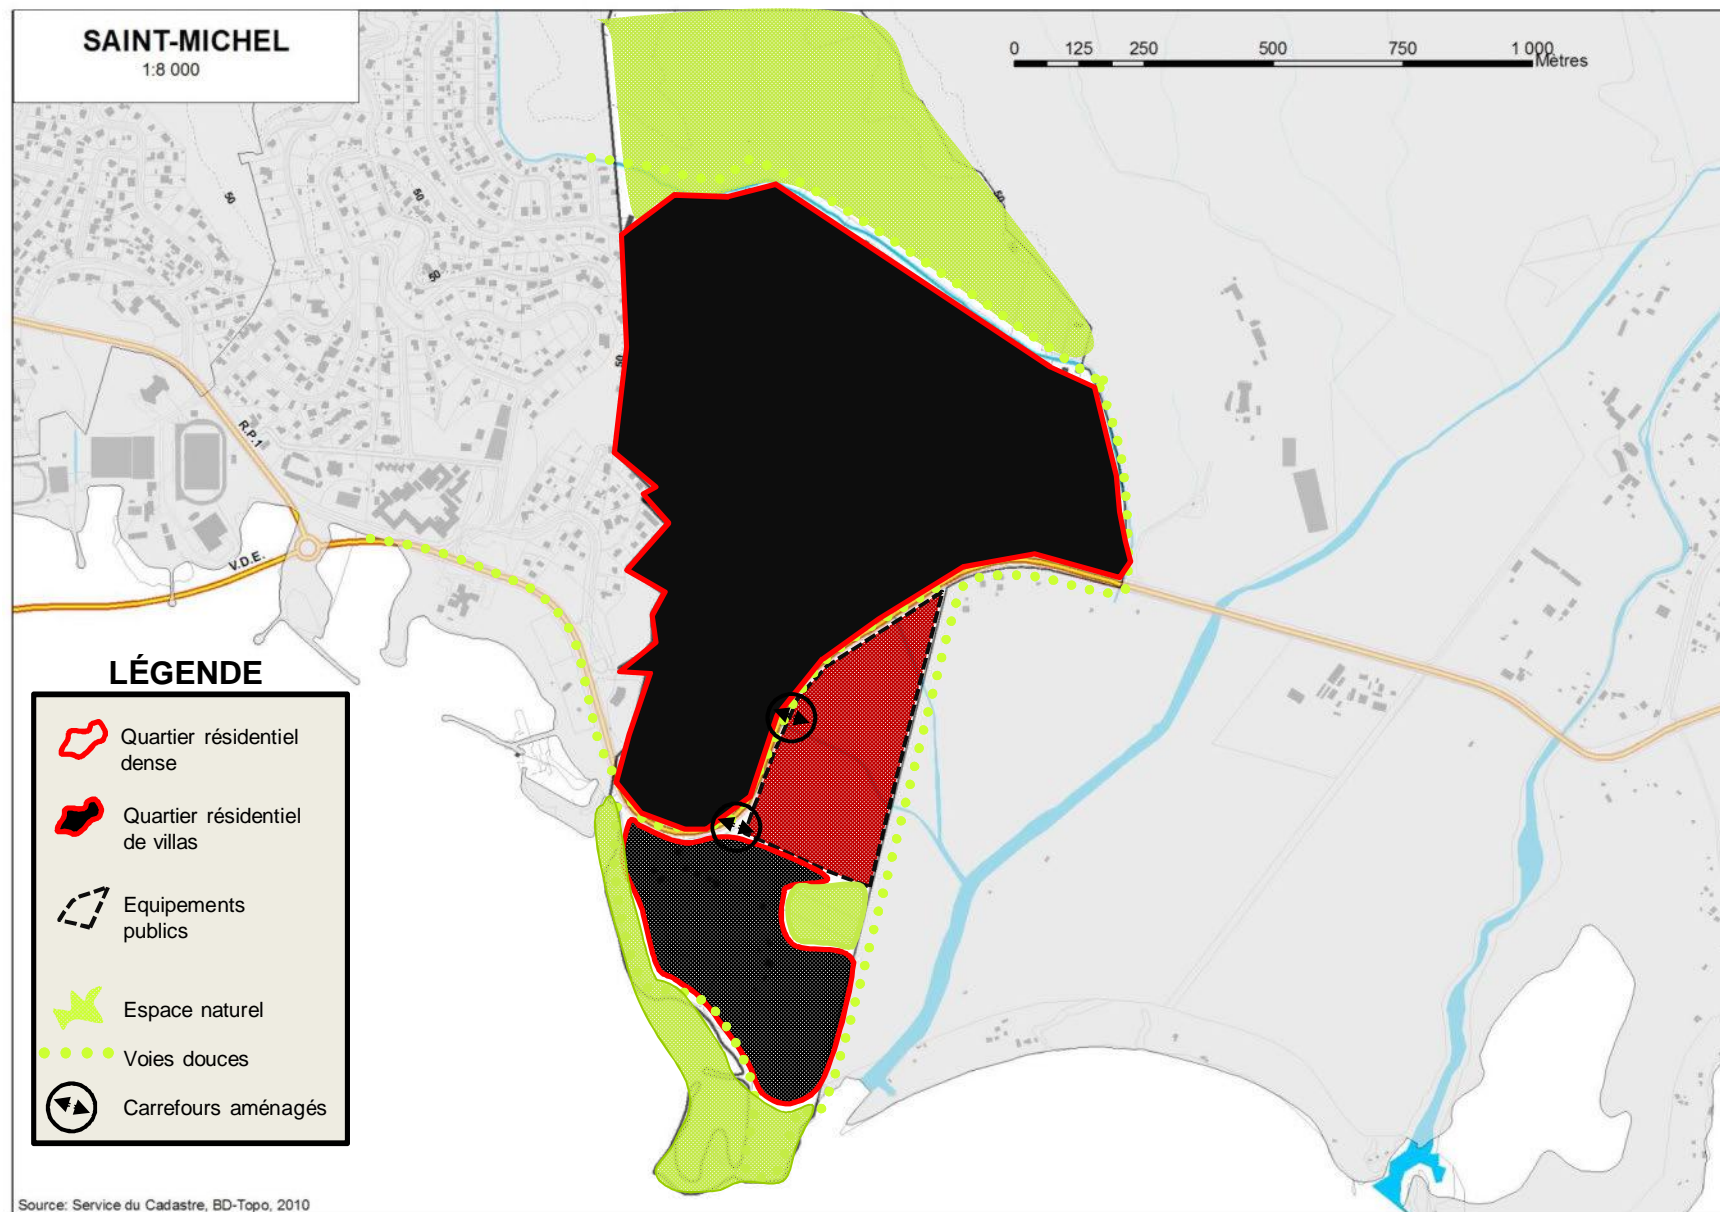 SAINT-MICHEL
1:8 000
0 125 250 500 750 1 000
Mètres
50
50
50
50
50
R.P.1
V.D.E.
LÉGENDE
Quartier résidentiel
dense
Quartier résidentiel
de villas
Equipements
publics
Espace naturel
Voies douces
Carrefours aménagés
Source: Service du Cadastre, BD-Topo, 2010